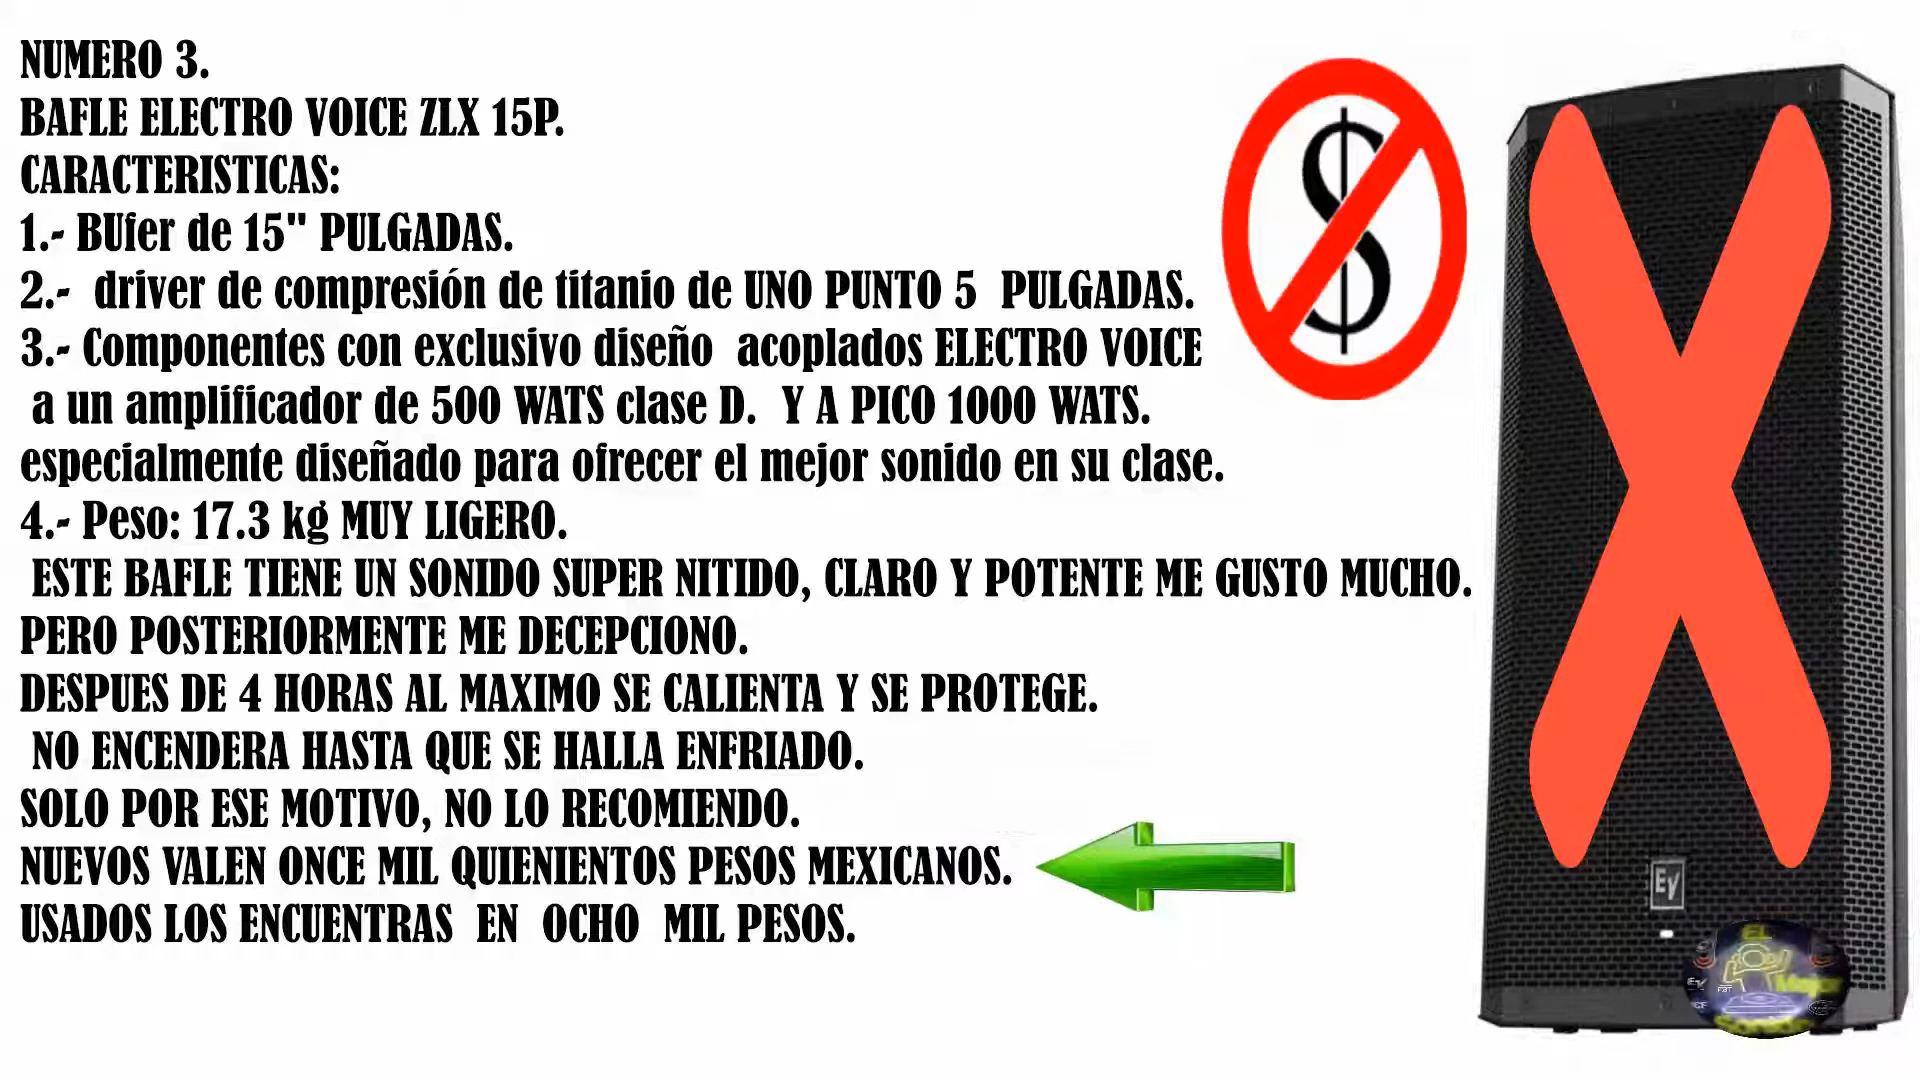 NUMERO 3.
BAFLE ELECTRO VOICE ZLX 15P.
CARACTERISTICAS:
1.- BUfer de 15" PULGADAS.
2.-  driver de compresión de titanio de UNO PUNTO 5  PULGADAS.
3.- Componentes con exclusivo diseño  acoplados ELECTRO VOICE
a un amplificador de 500 WATS clase D.  Y A PICO 1000 WATS.
especialmente diseñado para ofrecer el mejor sonido en su clase.
4.- Peso: 17.3 kg MUY LIGERO.
ESTE BAFLE TIENE UN SONIDO SUPER NITIDO, CLARO Y POTENTE ME GUSTO MUCHO.
PERO POSTERIORMENTE ME DECEPCIONO.
DESPUES DE 4 HORAS AL MAXIMO SE CALIENTA Y SE PROTEGE.
NO ENCENDERA HASTA QUE SE HALLA ENFRIADO.
SOLO POR ESE MOTIVO, NO LO RECOMIENDO.
NUEVOS VALEN ONCE MIL QUIENIENTOS PESOS MEXICANOS.
USADOS LOS ENCUENTRAS  EN  OCHO  MIL PESOS.
$
EV
EL